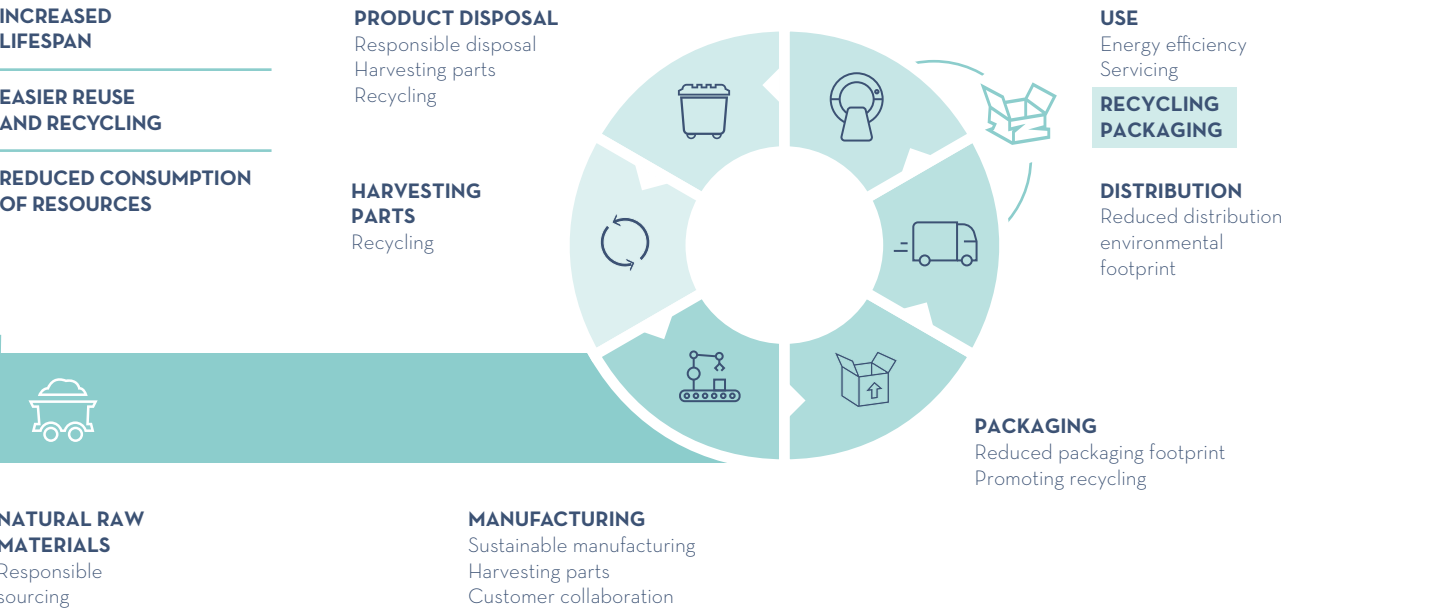 INCREASED
LIFESPAN
EASIER REUSE
AND RECYCLING
REDUCED CONSUMPTION
OF RESOURCES
PRODUCT DISPOSAL
Responsible disposal
Harvesting parts
Recycling
HARVESTING
PARTS
Recycling
USE
Energy efficiency
Servicing
RECYCLING
PACKAGING
DISTRIBUTION
Reduced distribution
environmental
footprint
PACKAGING
Reduced packaging footprint
Promoting recycling
NATURAL RAW
MATERIALS
Responsible
sourcing
MANUFACTURING
Sustainable manufacturing
Harvesting parts
Customer collaboration